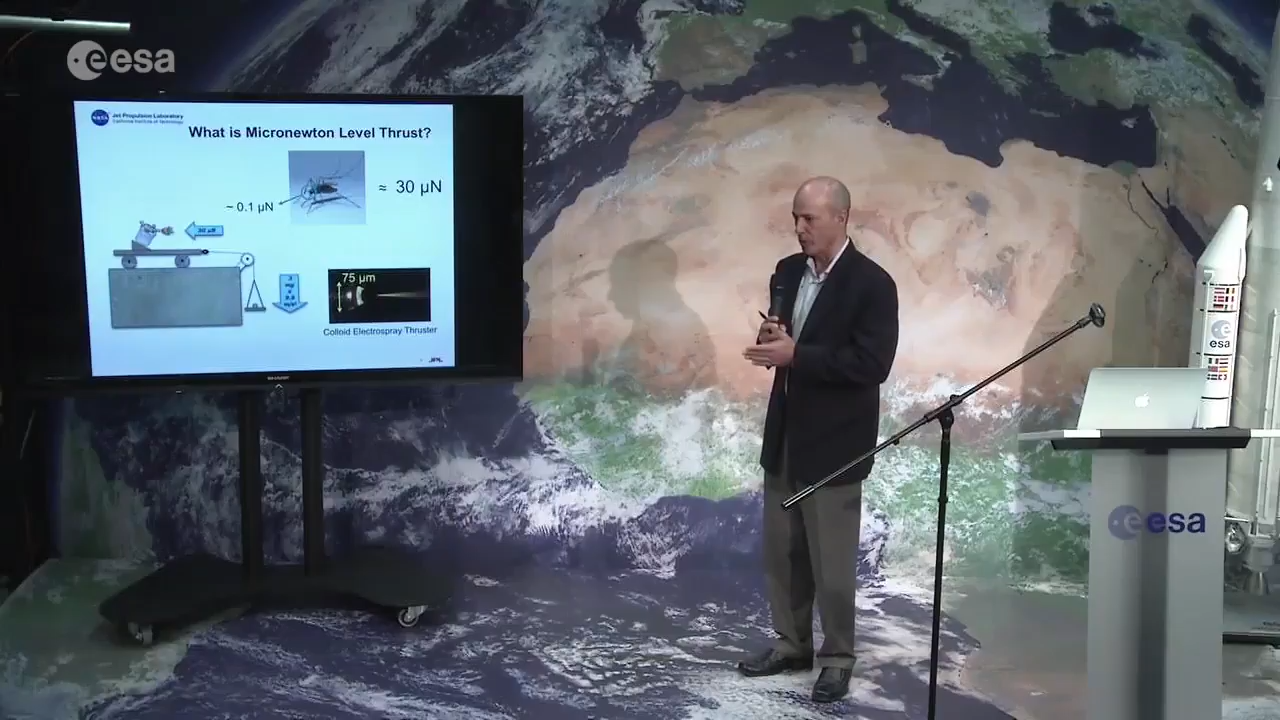 esa
NASA
Jet Propulsion Laboratory
California Institute of Technology
What is Micronewton Level Thrust?
≈ 30 µN
~ 0.1 µN
30 µN
75 µm
Colloid Electrospray Thruster
JPL
SHARP
esa
esa